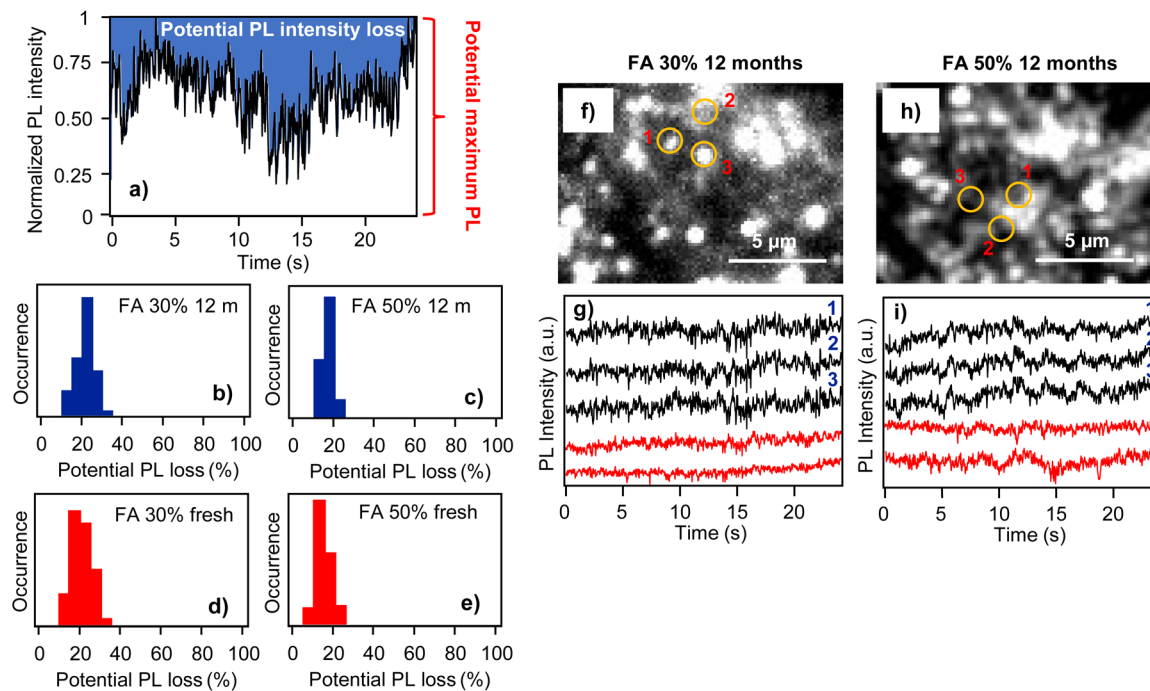 Potential PL intensity loss
Normalized PL intensity
1
0.75
0.50
0.25
0
a)
0 5 10 15 20
Time (s)
Potential maximum PL
FA 30% 12 m
b)
Occurrence
0 20 40 60 80 100
Potential PL loss (%)
FA 50% 12 m
c)
Occurrence
0 20 40 60 80 100
Potential PL loss (%)
FA 30% fresh
d)
Occurrence
0 20 40 60 80 100
Potential PL loss (%)
FA 50% fresh
e)
Occurrence
0 20 40 60 80 100
Potential PL loss (%)
FA 30% 12 months
f)
2
1
3
5 µm
g)
1
2
3
PL Intensity (a.u.)
0 5 10 15 20
Time (s)
FA 50% 12 months
h)
3
1
2
5 µm
i)
PL Intensity (a.u.)
0 5 10 15 20
Time (s)